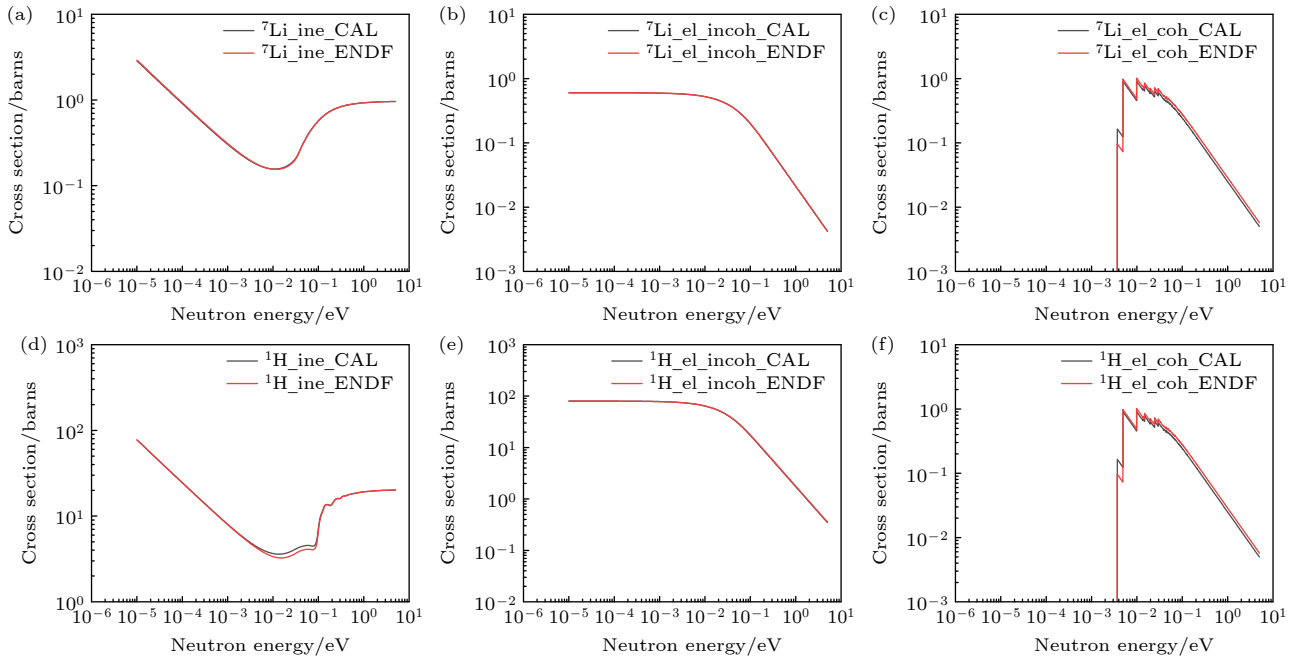 (a)
⁷Li_ine_CAL
⁷Li_ine_ENDF
Cross section/barns
10¹
10⁰
10⁻¹
10⁻²
10⁻⁶ 10⁻⁵ 10⁻⁴ 10⁻³ 10⁻² 10⁻¹ 10⁰ 10¹
Neutron energy/eV
(b)
⁷Li_el_incoh_CAL
⁷Li_el_incoh_ENDF
Cross section/barns
10¹
10⁰
10⁻¹
10⁻²
10⁻³
10⁻⁶ 10⁻⁵ 10⁻⁴ 10⁻³ 10⁻² 10⁻¹ 10⁰ 10¹
Neutron energy/eV
(c)
⁷Li_el_coh_CAL
⁷Li_el_coh_ENDF
Cross section/barns
10¹
10⁰
10⁻¹
10⁻²
10⁻³
10⁻⁶ 10⁻⁵ 10⁻⁴ 10⁻³ 10⁻² 10⁻¹ 10⁰ 10¹
Neutron energy/eV
(d)
¹H_ine_CAL
¹H_ine_ENDF
Cross section/barns
10³
10²
10¹
10⁰
10⁻⁶ 10⁻⁵ 10⁻⁴ 10⁻³ 10⁻² 10⁻¹ 10⁰ 10¹
Neutron energy/eV
(e)
¹H_el_incoh_CAL
¹H_el_incoh_ENDF
Cross section/barns
10³
10²
10¹
10⁰
10⁻¹
10⁻²
10⁻⁶ 10⁻⁵ 10⁻⁴ 10⁻³ 10⁻² 10⁻¹ 10⁰ 10¹
Neutron energy/eV
(f)
¹H_el_coh_CAL
¹H_el_coh_ENDF
Cross section/barns
10¹
10⁰
10⁻¹
10⁻²
10⁻³
10⁻⁶ 10⁻⁵ 10⁻⁴ 10⁻³ 10⁻² 10⁻¹ 10⁰ 10¹
Neutron energy/eV